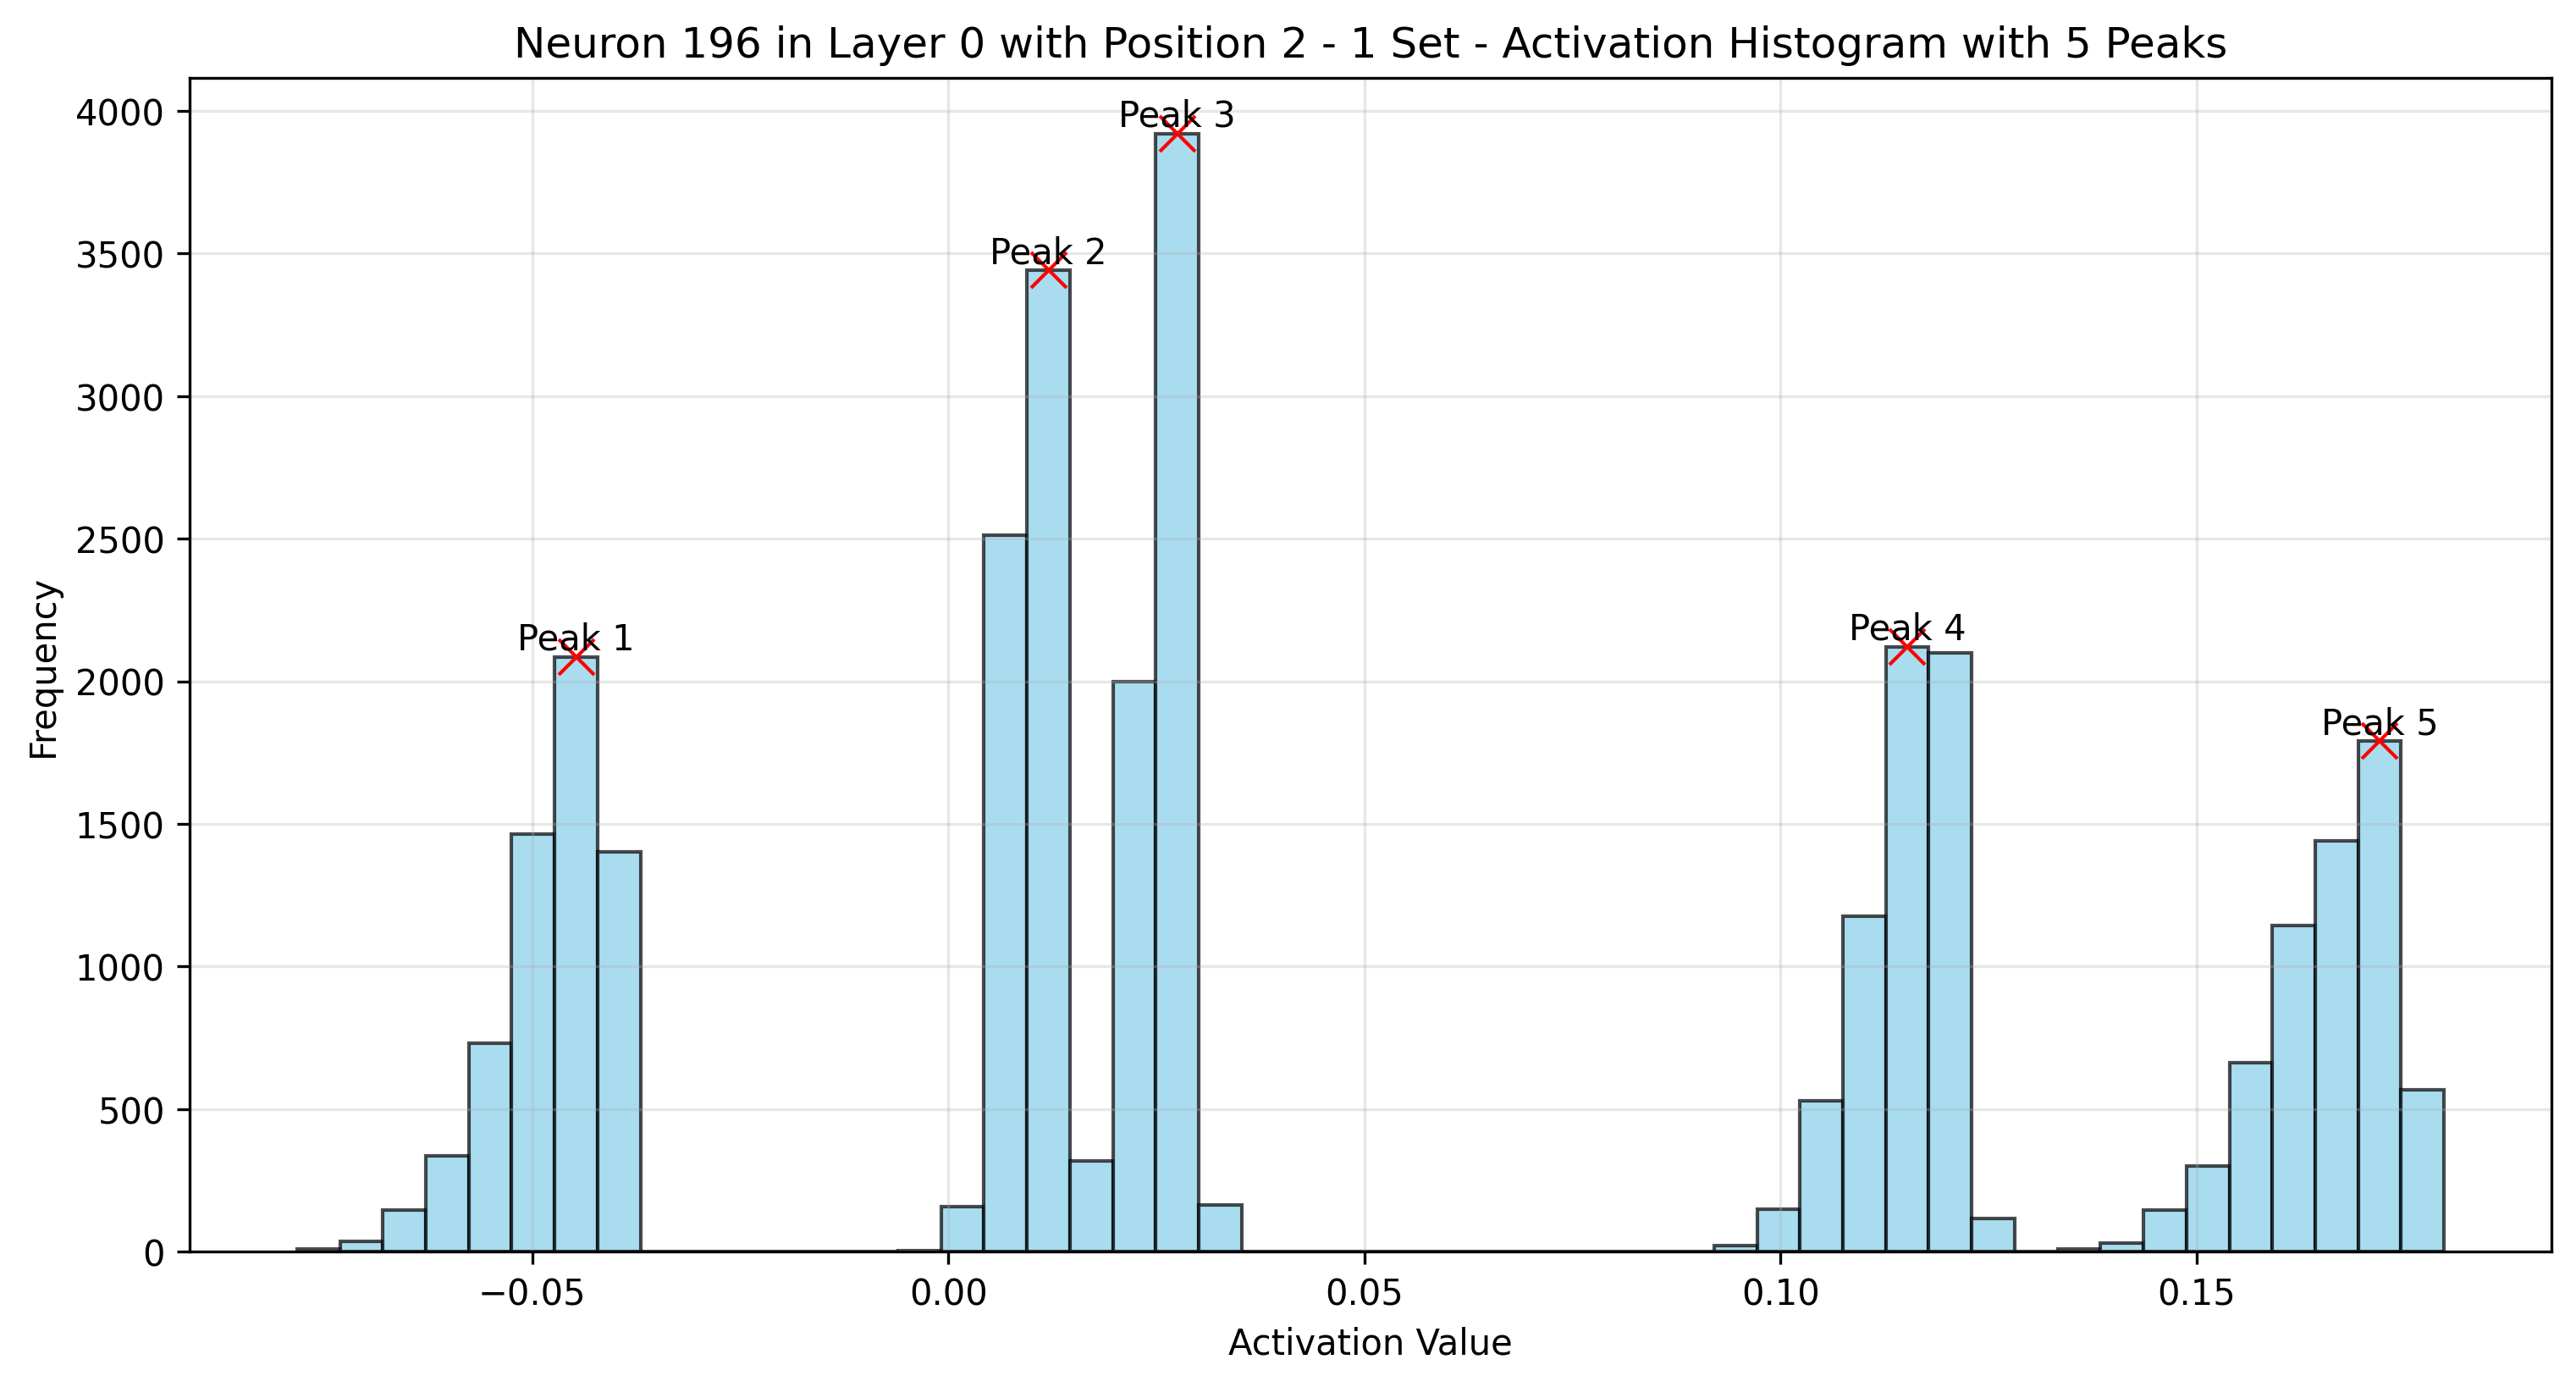 Neuron 196 in Layer 0 with Position 2 - 1 Set - Activation Histogram with 5 Peaks
4000
3500
3000
2500
2000
1500
1000
500
0
Frequency
Peak 1
Peak 2
Peak 3
Peak 4
Peak 5
−0.05
0.00
0.05
0.10
0.15
Activation Value